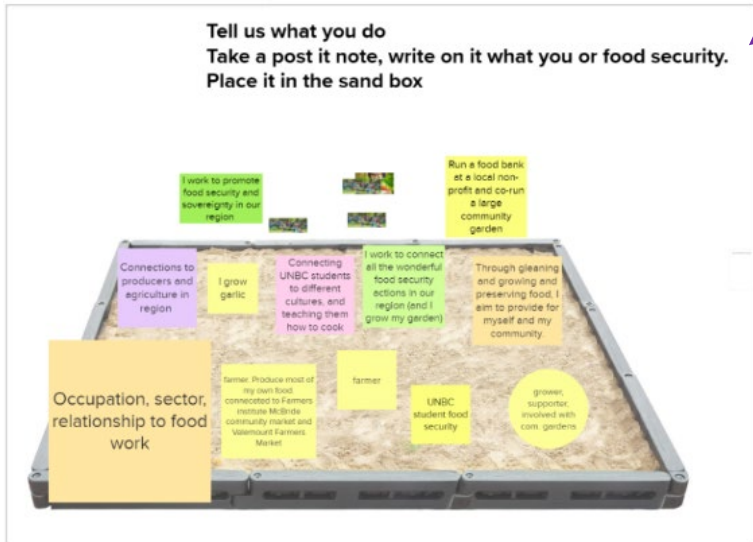 Tell us what you do
Take a post it note, write on it what you or food security.
Place it in the sand box
I work to promote
food security and
sovereignty in our
region
Run a food bank
at a local non-
profit and co-run
a large
community
garden
Connections to
producers and
agriculture in
region
I grow
garlic
Connecting
UNBC students
to different
cultures, and
teaching them
how to cook
I work to connect
all the wonderful
food security
actions in our
region (and I
grow my garden)
Through gleaning
and growing and
preserving food, I
aim to provide for
myself and my
community.
Occupation, sector,
relationship to food
work
farmer. Produce most of
my own food.
conneceted to Farmers
Institute McBride
community market and
Valemount Farmers
Market
farmer
UNBC
student food
security
grower,
supporter,
involved with
com. gardens